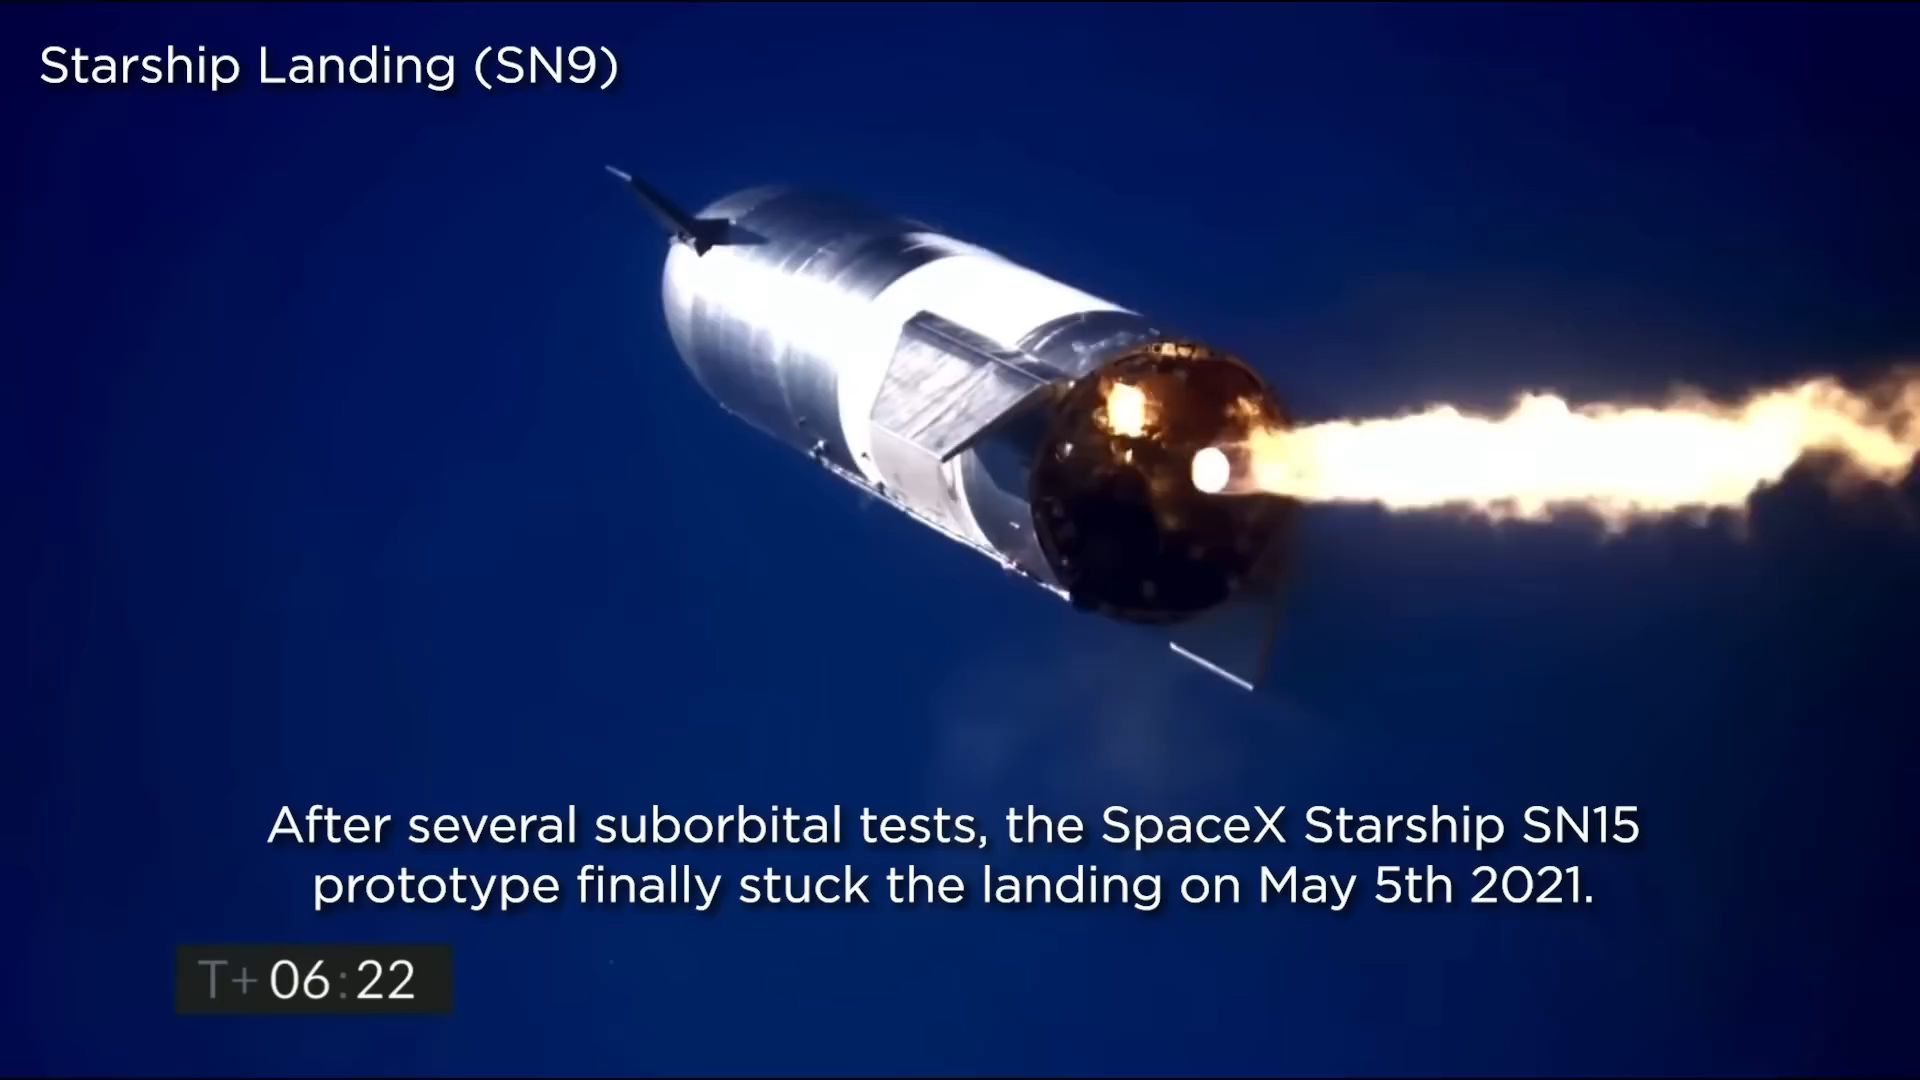 Starship Landing (SN9)
After several suborbital tests, the SpaceX Starship SN15
prototype finally stuck the landing on May 5th 2021.
T+ 06:22